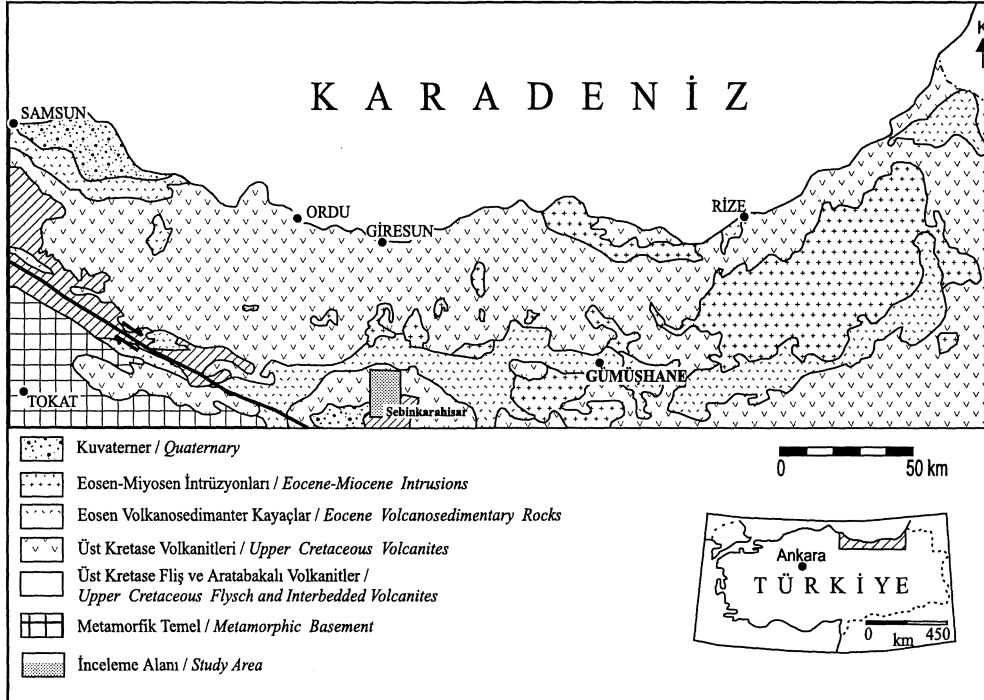 K
KARADENİZ
SAMSUN
ORDU
GİRESUN
RİZE
GÜMÜŞHANE
TOKAT
Şebinkarahisar
Kuvaterner / Quaternary
Eosen-Miyosen İntrüzyonları / Eocene-Miocene Intrusions
Eosen Volkanosedimanter Kayaçlar / Eocene Volcanosedimentary Rocks
Üst Kretase Volkanitleri / Upper Cretaceous Volcanites
Üst Kretase Fliş ve Aratabakalı Volkanitler /
Upper Cretaceous Flysch and Interbedded Volcanites
Metamorfik Temel / Metamorphic Basement
İnceleme Alanı / Study Area
0 50 km
Ankara
TÜRKİYE
0 450
km